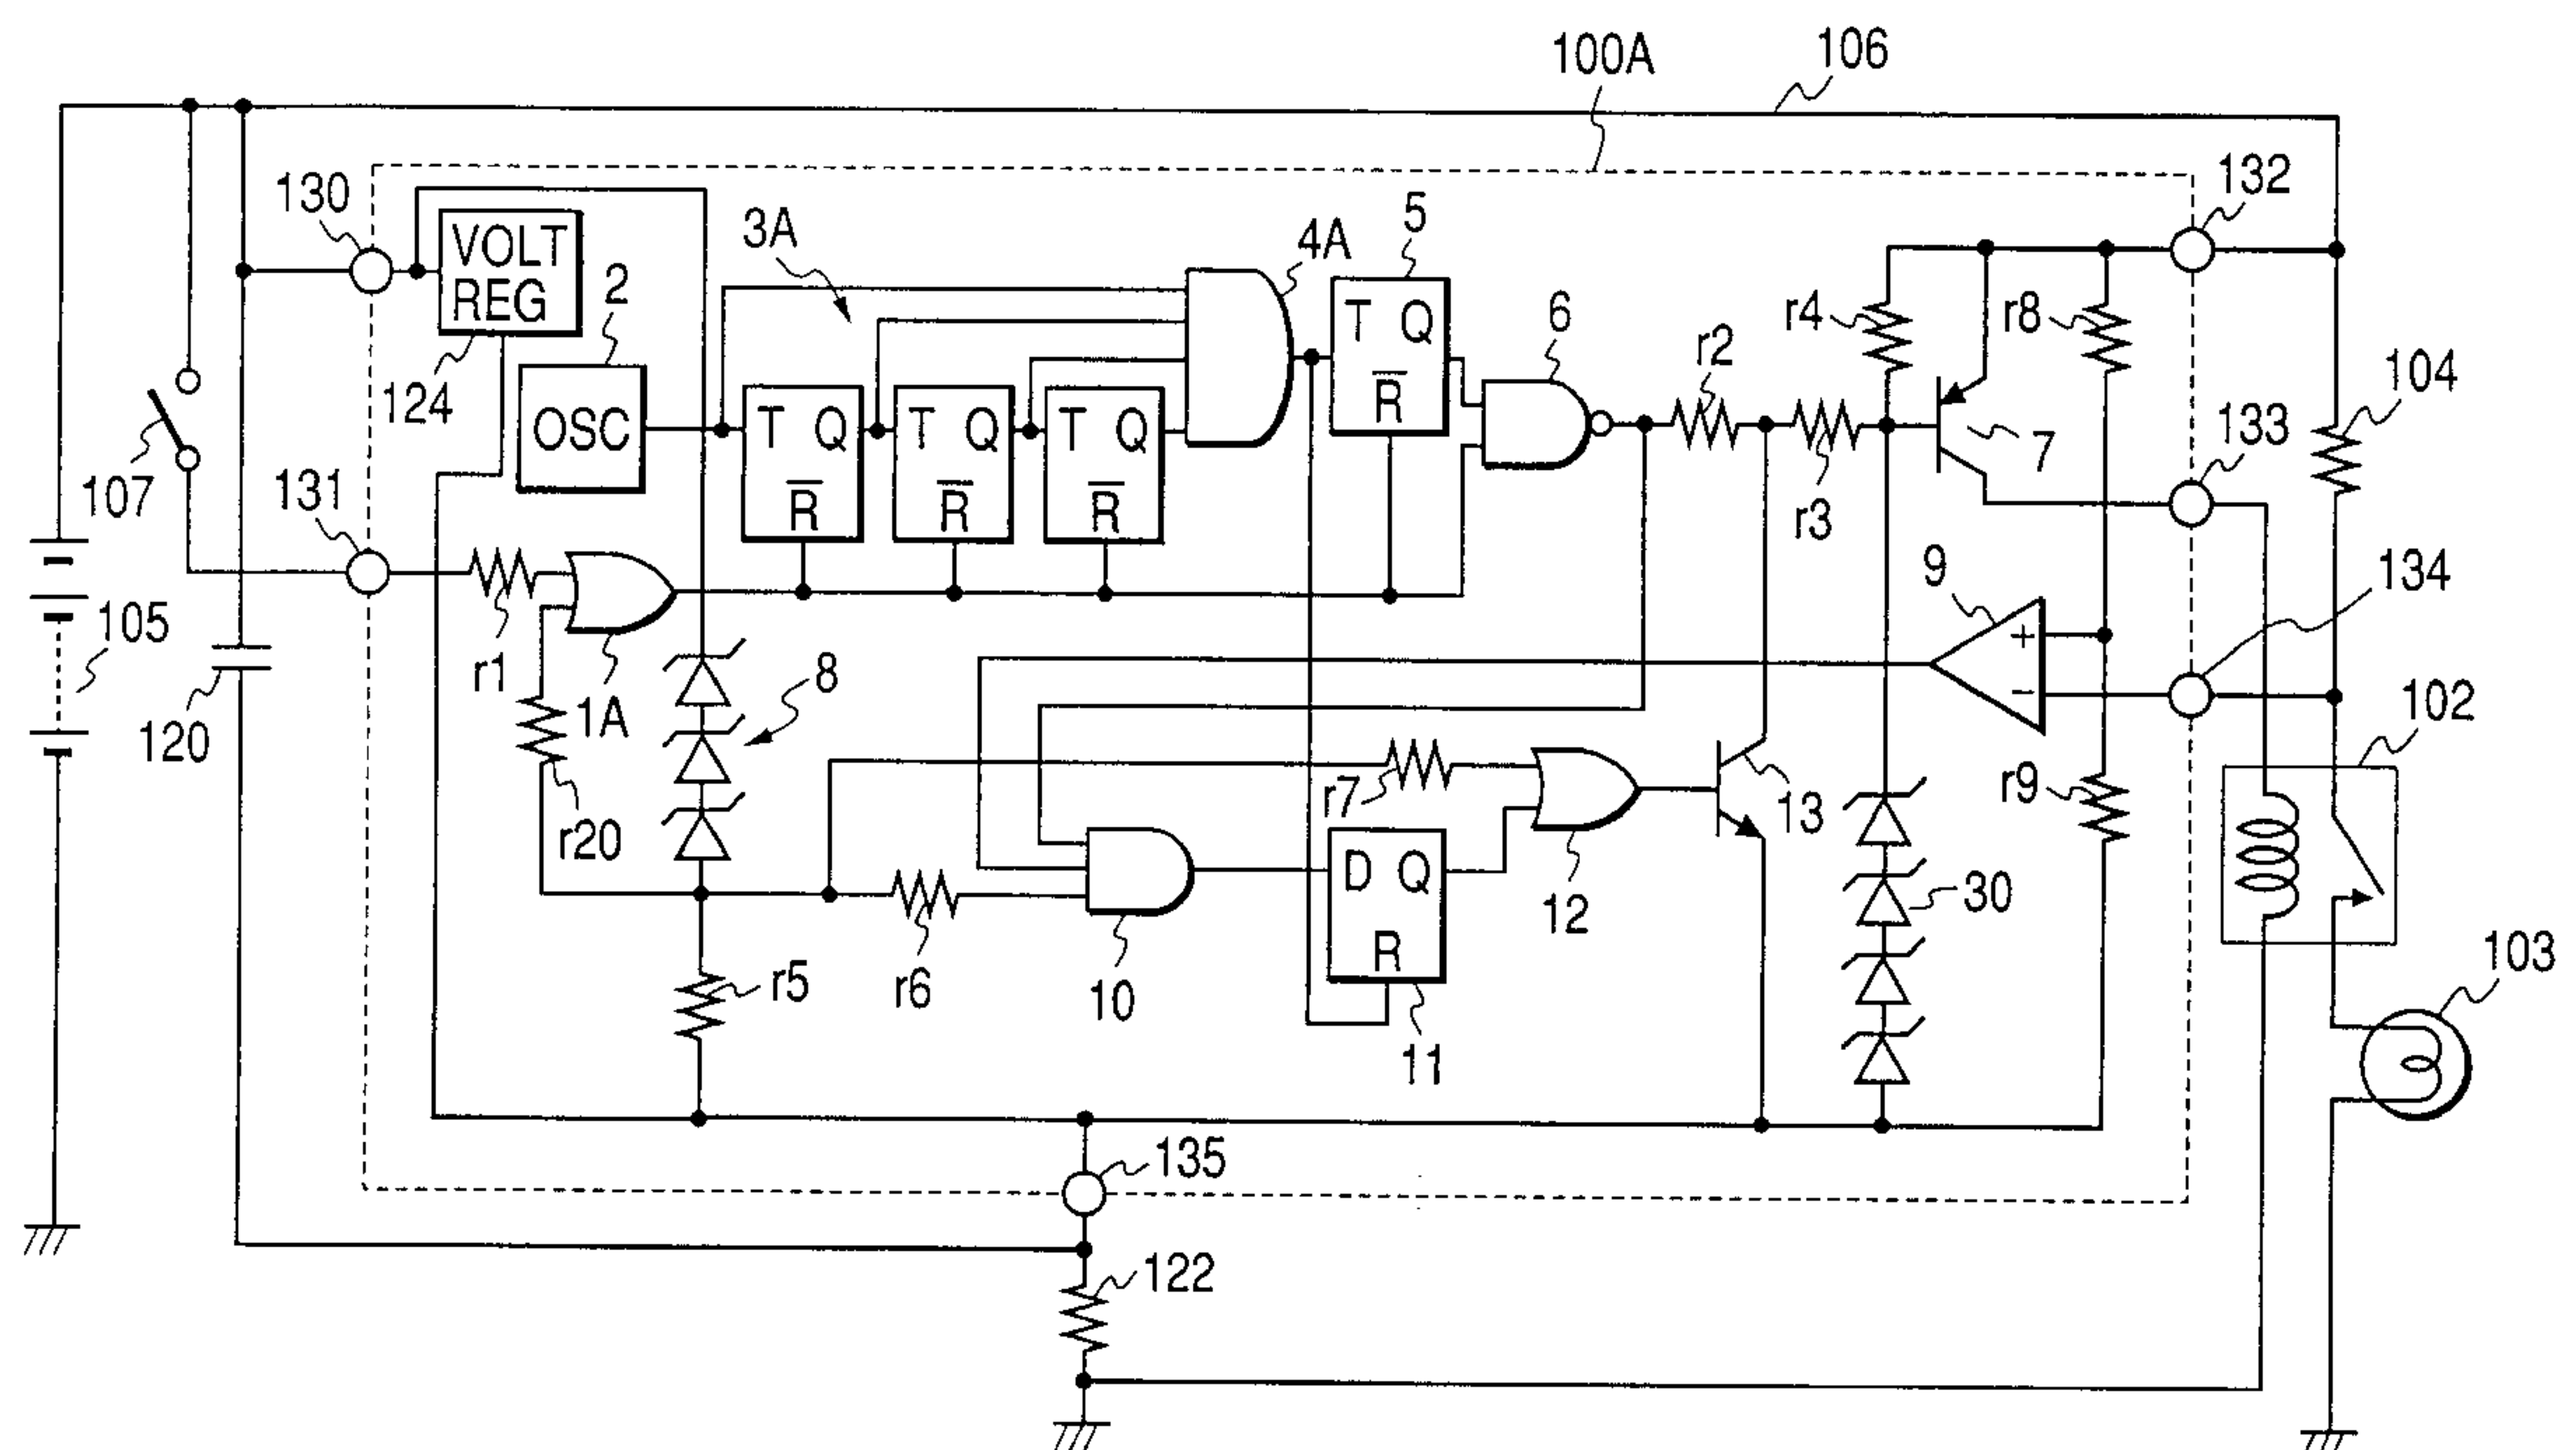 106
100A
132
130
VOLT
REG
124
2
OSC
3A
T Q
R
T Q
R
T Q
R
4A
5
T Q
R
6
r2
r3
r4
r8
7
133
104
107
131
105
120
r1
1A
r20
8
9
+
−
134
102
r7
13
r9
r5
r6
10
D Q
R
11
12
30
103
135
122